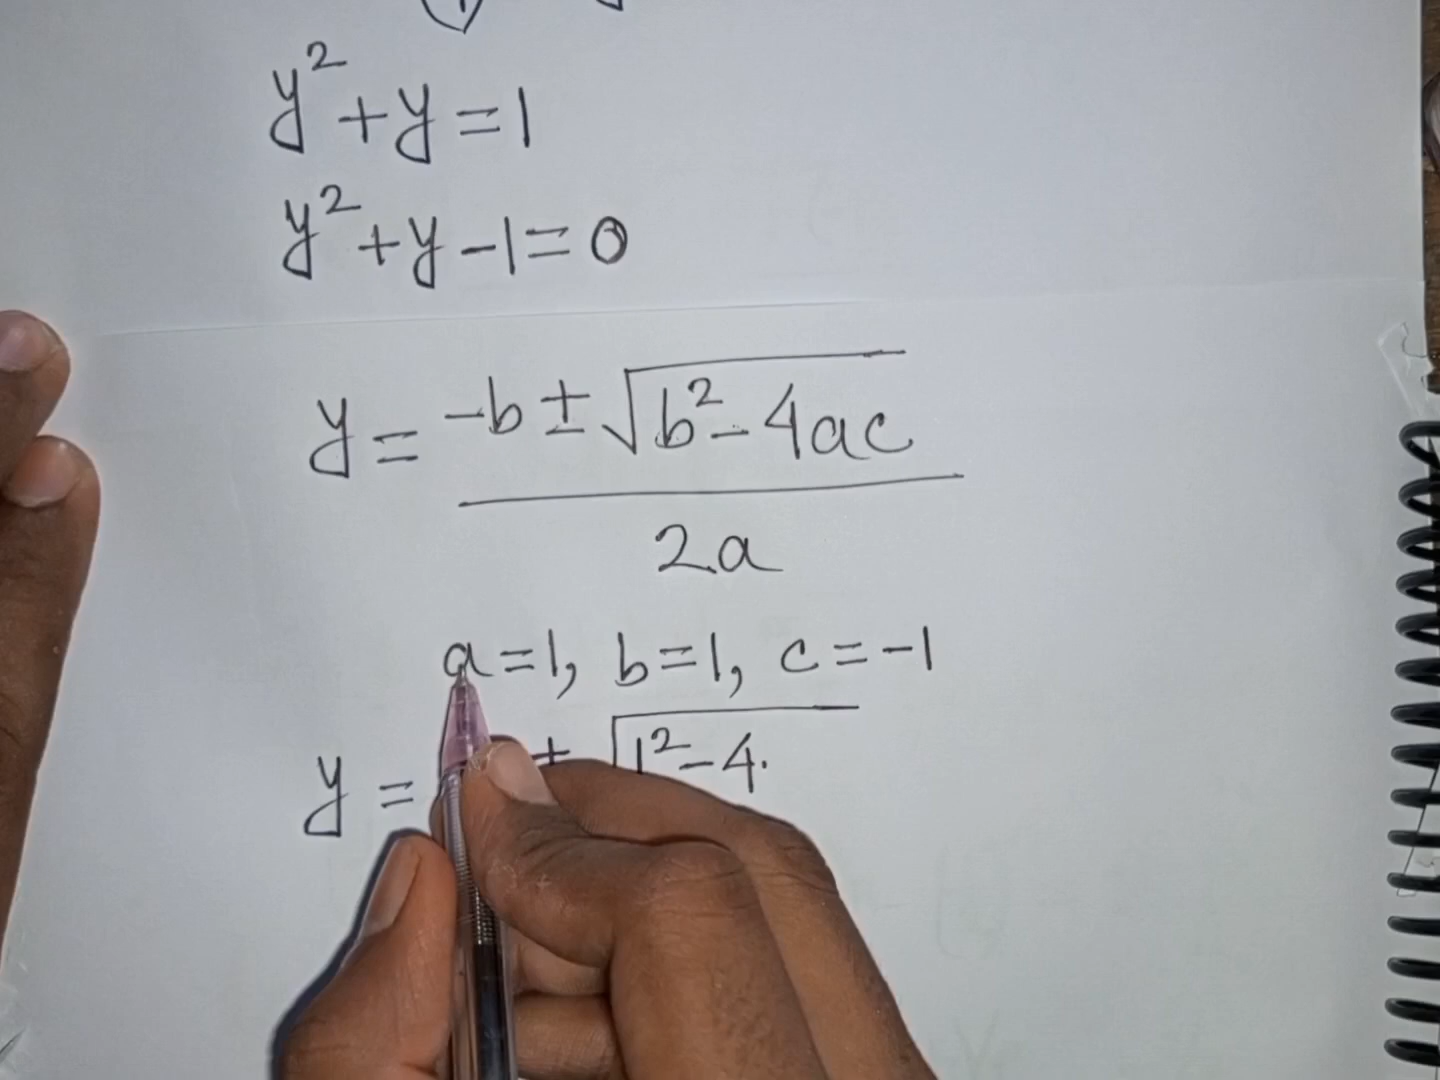 y²+y=1
y²+y-1=0
y=-b±√b²-4ac
2a
a=1, b=1, c=-1
y= ± √1²-4.